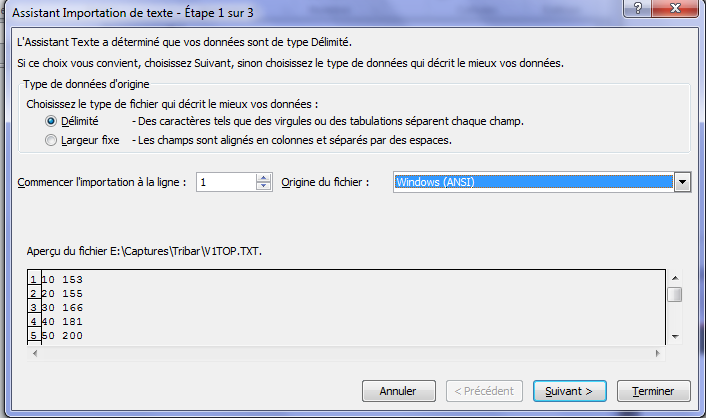 Assistant Importation de texte - Étape 1 sur 3
L'Assistant Texte a déterminé que vos données sont de type Délimité.
Si ce choix vous convient, choisissez Suivant, sinon choisissez le type de données qui décrit le mieux vos données.
Type de données d'origine
Choisissez le type de fichier qui décrit le mieux vos données :
Délimité - Des caractères tels que des virgules ou des tabulations séparent chaque champ.
Largeur fixe - Les champs sont alignés en colonnes et séparés par des espaces.
Commencer l'importation à la ligne : 1 Origine du fichier : Windows (ANSI)
Aperçu du fichier E:\Captures\Tribar\V1TOP.TXT.
1 10 153
2 20 155
3 30 166
4 40 181
5 50 200
Annuler < Précédent Suivant > Terminer